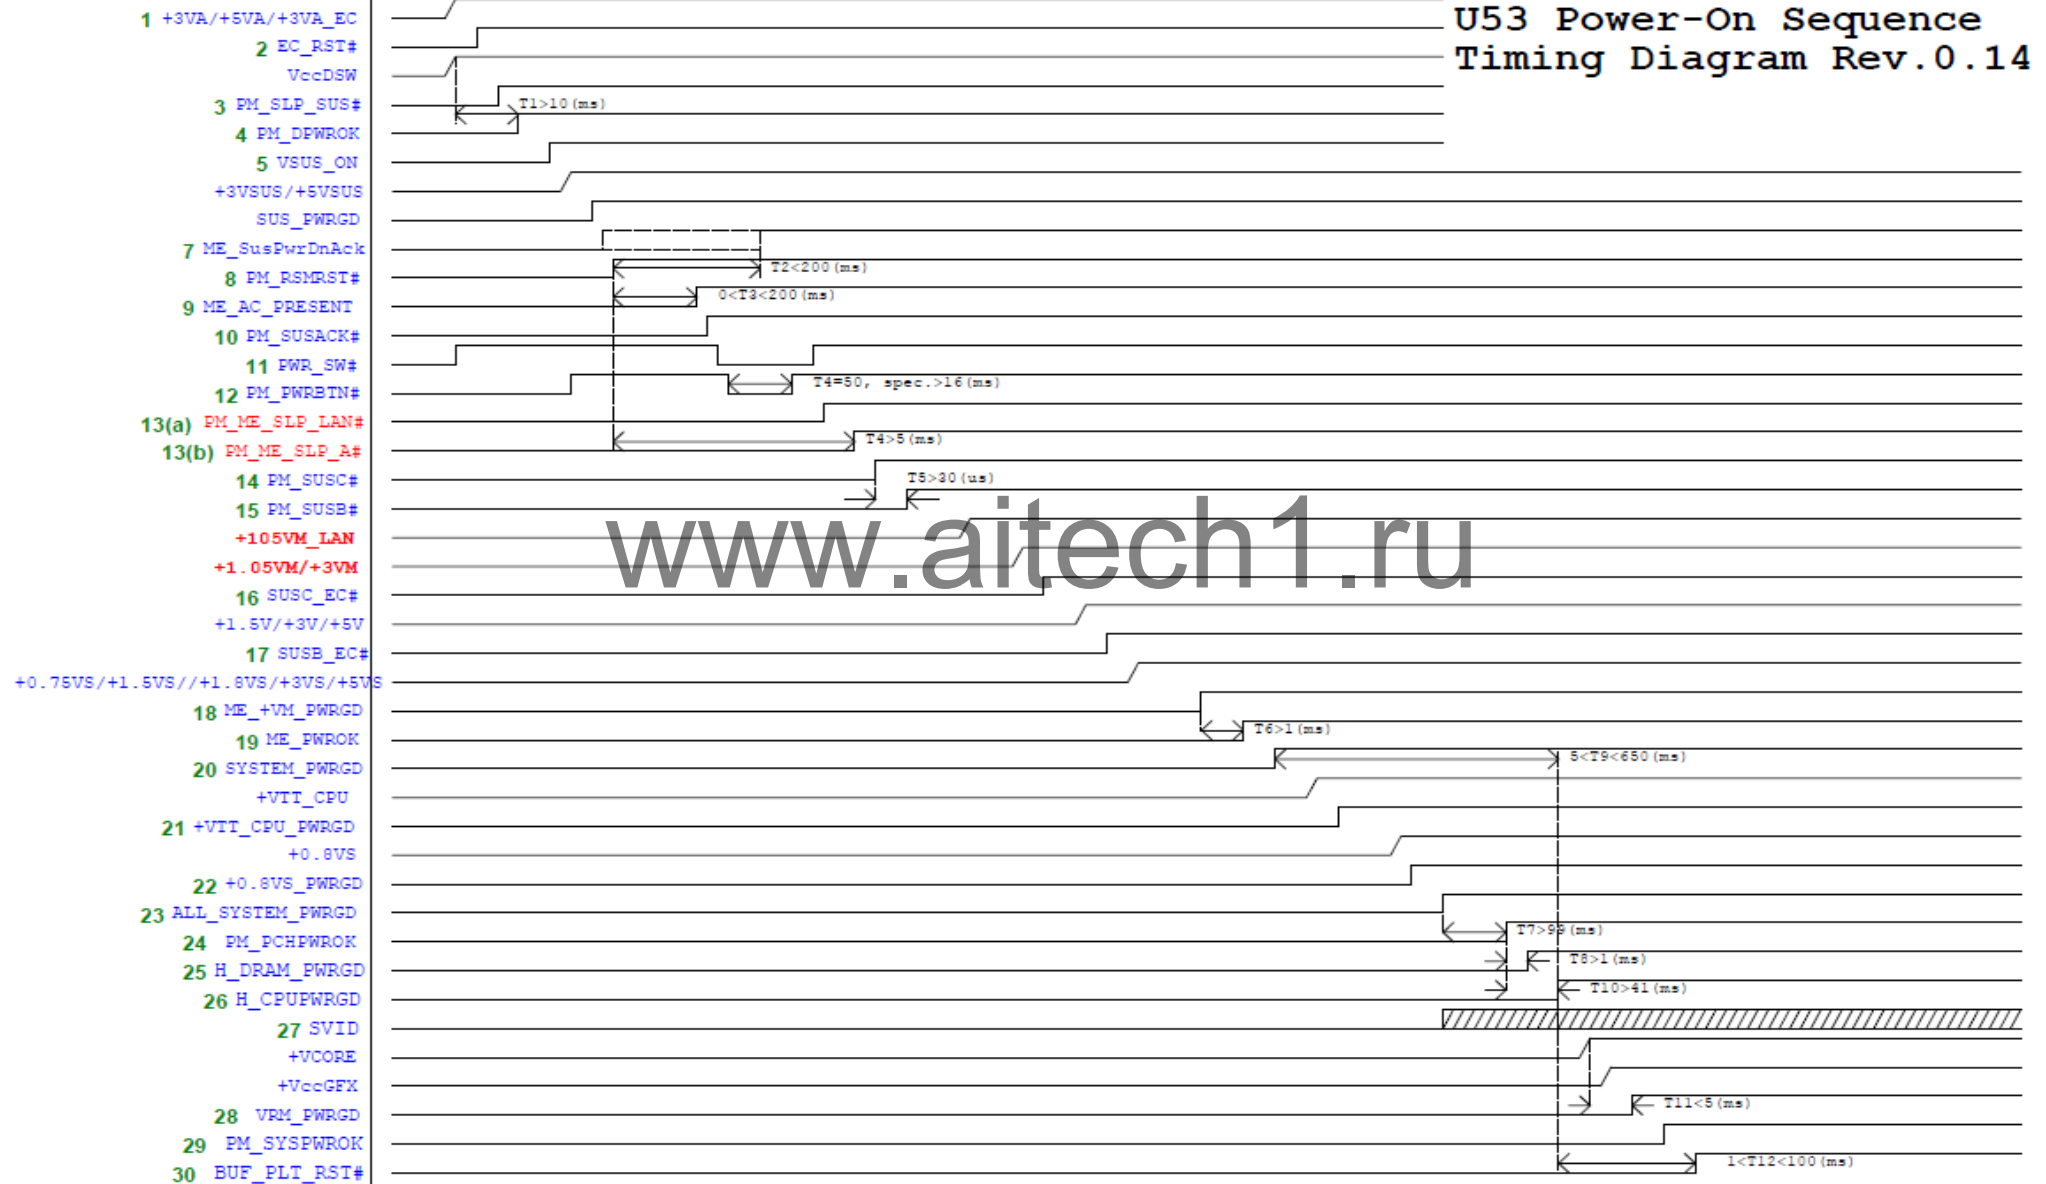 U53 Power-On Sequence
Timing Diagram Rev.0.14
1 +3VA/+5VA/+3VA_EC
2 EC_RST#
VccDSW
3 PM_SLP_SUS# T1>10(ms)
4 PM_DPWROK
5 VSUS_ON
+3VSUS/+5VSUS
SUS_PWRGD
7 ME_SusPwrDnAck
T2<200(ms)
8 PM_RSMRST#
0<T3<200(ms)
9 ME_AC_PRESENT
10 PM_SUSACK#
11 PWR_SW#
T4=50, spec.>16(ms)
12 PM_PWRBTN#
13(a) PM_ME_SLP_LAN#
T4>5(ms)
13(b) PM_ME_SLP_A#
14 PM_SUSC# T5>30(us)
15 PM_SUSB#
+105VM_LAN
www.aitech1.ru
+1.05VM/+3VM
16 SUSC_EC#
+1.5V/+3V/+5V
17 SUSB_EC#
+0.75VS/+1.5VS//+1.8VS/+3VS/+5VS
18 ME_+VM_PWRGD
T6>1(ms)
19 ME_PWROK
5<T9<650(ms)
20 SYSTEM_PWRGD
+VTT_CPU
21 +VTT_CPU_PWRGD
+0.8VS
22 +0.8VS_PWRGD
23 ALL_SYSTEM_PWRGD
T7>99(ms)
24 PM_PCHPWROK
T8>1(ms)
25 H_DRAM_PWRGD
T10>41(ms)
26 H_CPUPWRGD
27 SVID
+VCORE
+VccGFX
T11<5(ms)
28 VRM_PWRGD
29 PM_SYSPWROK
1<T12<100(ms)
30 BUF_PLT_RST#